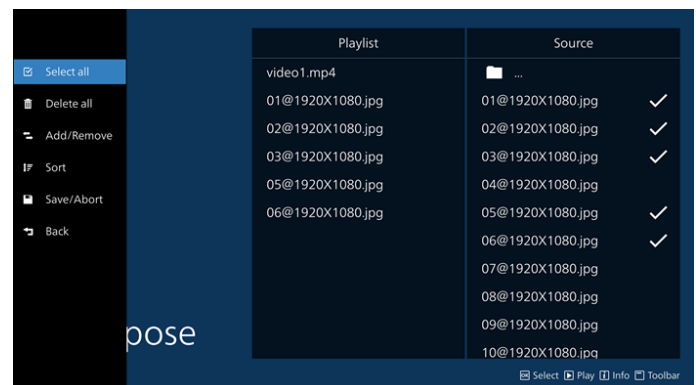 Select all
Delete all
Add/Remove
Sort
Save/Abort
Back
pose
Playlist
video1.mp4
01@1920X1080.jpg
02@1920X1080.jpg
03@1920X1080.jpg
05@1920X1080.jpg
06@1920X1080.jpg
Source
...
01@1920X1080.jpg
02@1920X1080.jpg
03@1920X1080.jpg
04@1920X1080.jpg
05@1920X1080.jpg
06@1920X1080.jpg
07@1920X1080.jpg
08@1920X1080.jpg
09@1920X1080.jpg
10@1920X1080.jpg
OK Select Play i Info Toolbar